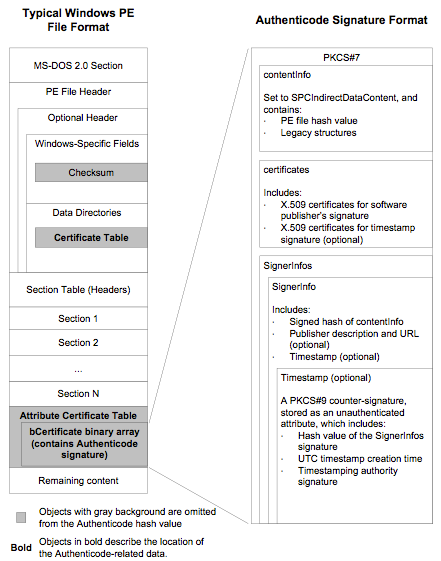 Typical Windows PE
File Format
MS-DOS 2.0 Section
PE File Header
Optional Header
Windows-Specific Fields
Checksum
Data Directories
Certificate Table
Section Table (Headers)
Section 1
Section 2
...
Section N
Attribute Certificate Table
bCertificate binary array
(contains Authenticode
signature)
Remaining content
Objects with gray background are omitted
from the Authenticode hash value
Bold Objects in bold describe the location of
the Authenticode-related data.
Authenticode Signature Format
PKCS#7
contentInfo
Set to SPCIndirectDataContent, and
contains:
· PE file hash value
· Legacy structures
certificates
Includes:
· X.509 certificates for software
publisher's signature
· X.509 certificates for timestamp
signature (optional)
SignerInfos
SignerInfo
Includes:
· Signed hash of contentInfo
· Publisher description and URL
(optional)
· Timestamp (optional)
Timestamp (optional)
A PKCS#9 counter-signature,
stored as an unauthenticated
attribute, which includes:
· Hash value of the SignerInfos
signature
· UTC timestamp creation time
· Timestamping authority
signature